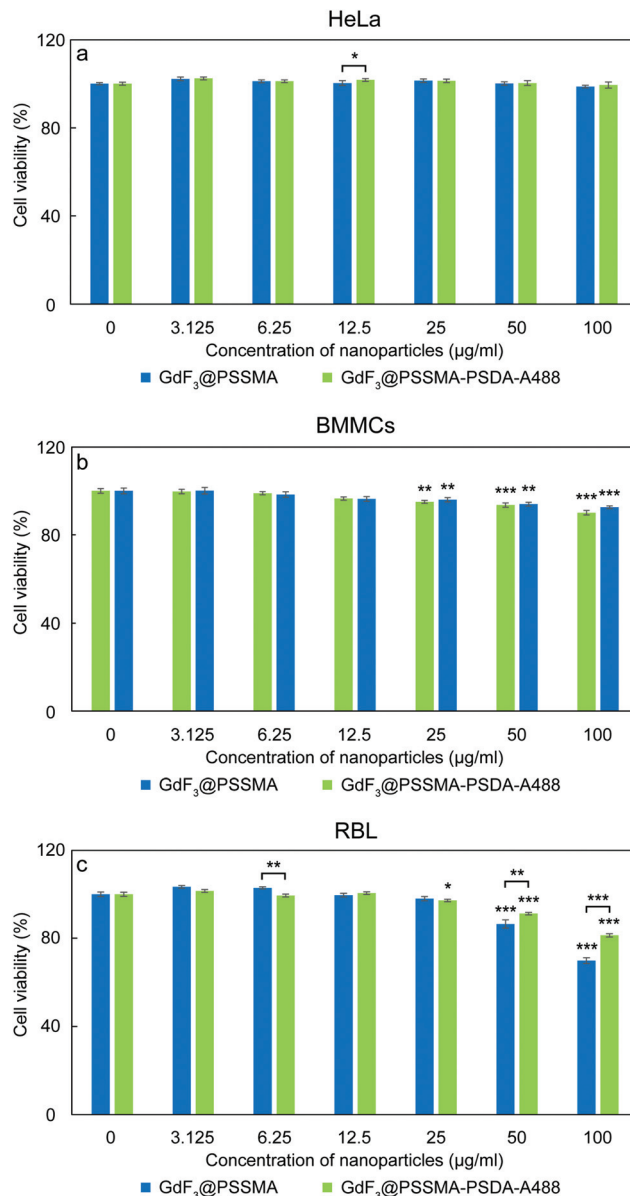 HeLa
a
120
80
40
0
Cell viability (%)
*
0 3.125 6.25 12.5 25 50 100
Concentration of nanoparticles (µg/ml)
GdF₃@PSSMA GdF₃@PSSMA-PSDA-A488
BMMCs
b
120
80
40
0
Cell viability (%)
** ** *** ** *** ***
0 3.125 6.25 12.5 25 50 100
Concentration of nanoparticles (µg/ml)
GdF₃@PSSMA GdF₃@PSSMA-PSDA-A488
RBL
c
120
80
40
0
Cell viability (%)
** * ** *** *** *** *** ***
0 3.125 6.25 12.5 25 50 100
Concentration of nanoparticles (µg/ml)
GdF₃@PSSMA GdF₃@PSSMA-PSDA-A488